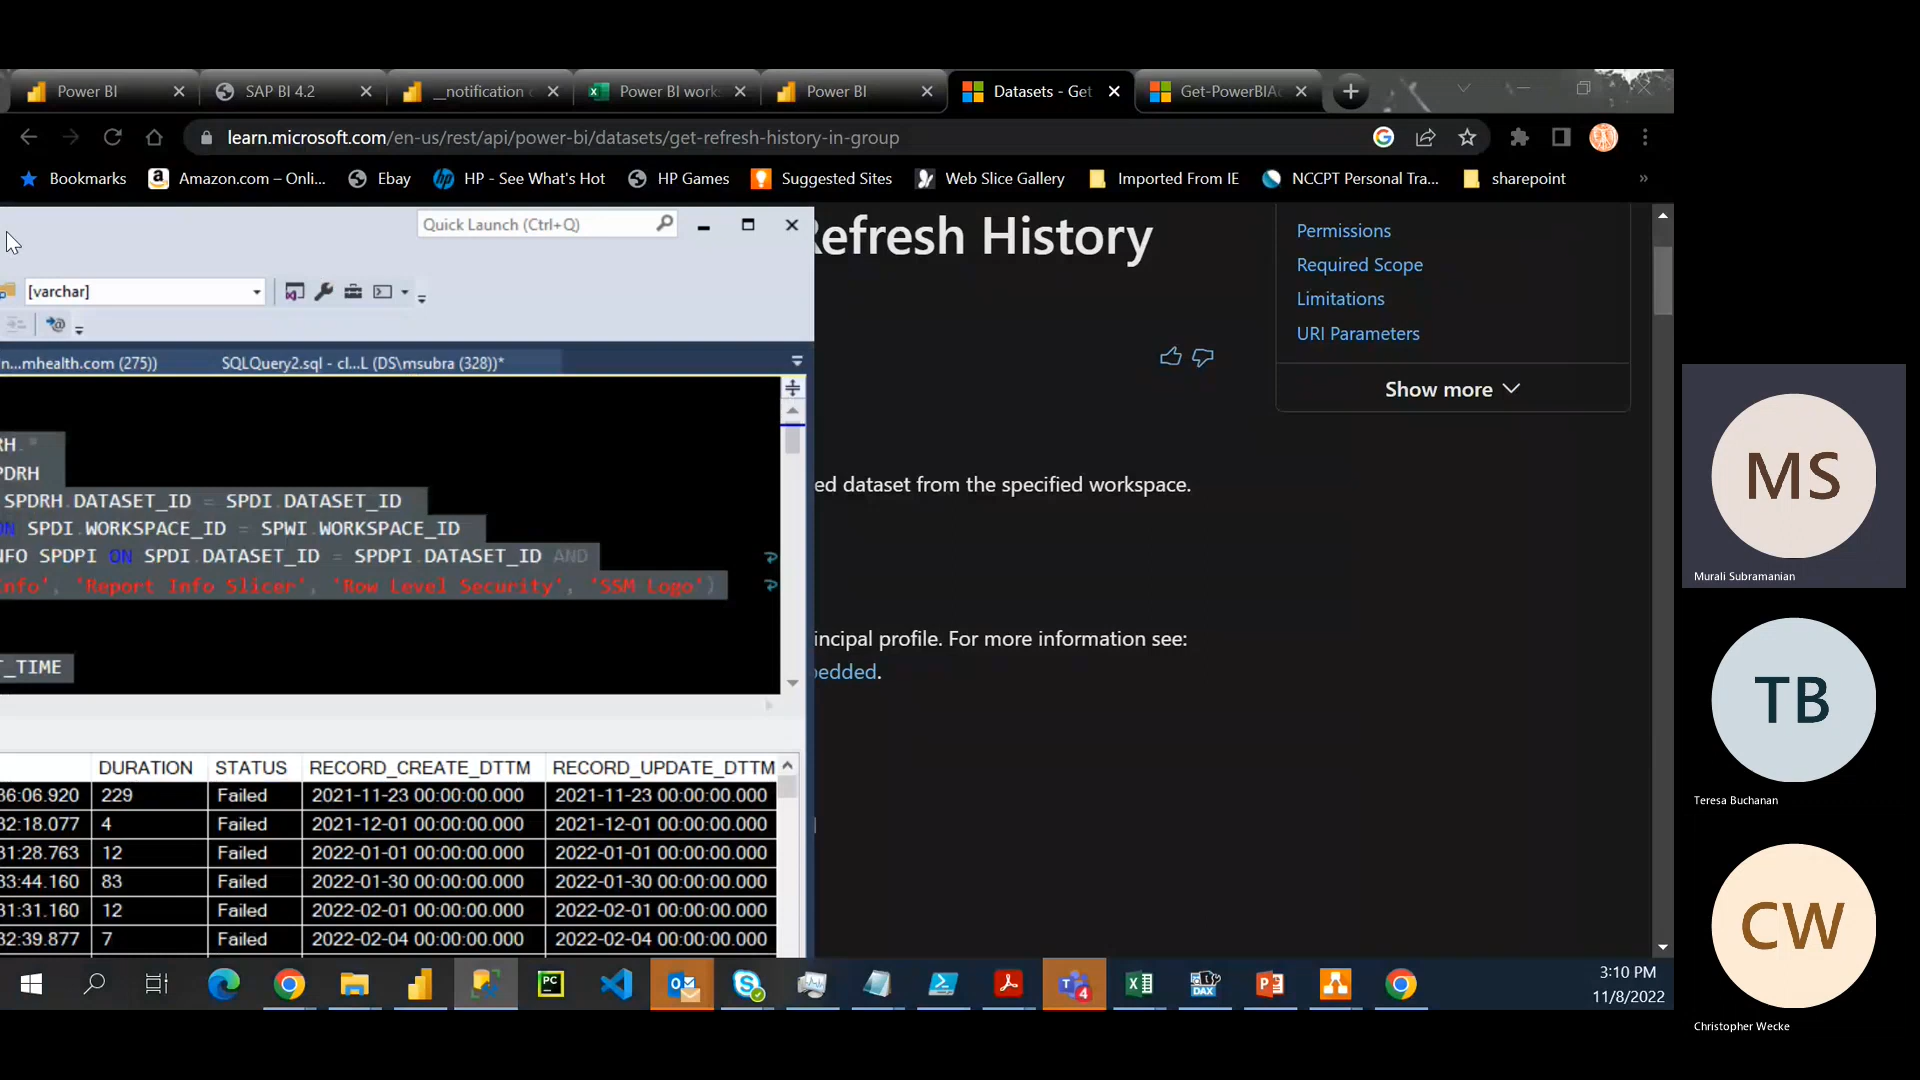 Power BI
SAP BI 4.2
__notification
Power BI work
Power BI
Datasets - Get
Get-PowerBIA
learn.microsoft.com/en-us/rest/api/power-bi/datasets/get-refresh-history-in-group
Bookmarks
Amazon.com – Onli...
Ebay
HP - See What's Hot
HP Games
Suggested Sites
Web Slice Gallery
Imported From IE
NCCPT Personal Tra...
sharepoint
»
Quick Launch (Ctrl+Q)
[varchar]
n...mhealth.com (275))
SQLQuery2.sql - cl...L (DS\msubra (328))*
RH.*
PDRH
SPDRH.DATASET_ID = SPDI.DATASET_ID
ON SPDI.WORKSPACE_ID = SPWI.WORKSPACE_ID
NFO SPDPI ON SPDI.DATASET_ID = SPDPI.DATASET_ID AND
Info', 'Report Info Slicer', 'Row Level Security', 'SSM Logo')
T_TIME
DURATION STATUS RECORD_CREATE_DTTM RECORD_UPDATE_DTTM
36:06.920 229 Failed 2021-11-23 00:00:00.000 2021-11-23 00:00:00.000
32:18.077 4 Failed 2021-12-01 00:00:00.000 2021-12-01 00:00:00.000
31:28.763 12 Failed 2022-01-01 00:00:00.000 2022-01-01 00:00:00.000
33:44.160 83 Failed 2022-01-30 00:00:00.000 2022-01-30 00:00:00.000
31:31.160 12 Failed 2022-02-01 00:00:00.000 2022-02-01 00:00:00.000
32:39.877 7 Failed 2022-02-04 00:00:00.000 2022-02-04 00:00:00.000
Refresh History
ed dataset from the specified workspace.
incipal profile. For more information see:
bedded.
Permissions
Required Scope
Limitations
URI Parameters
Show more
MS
Murali Subramanian
TB
Teresa Buchanan
CW
Christopher Wecke
PC
DAX
4
3:10 PM
11/8/2022